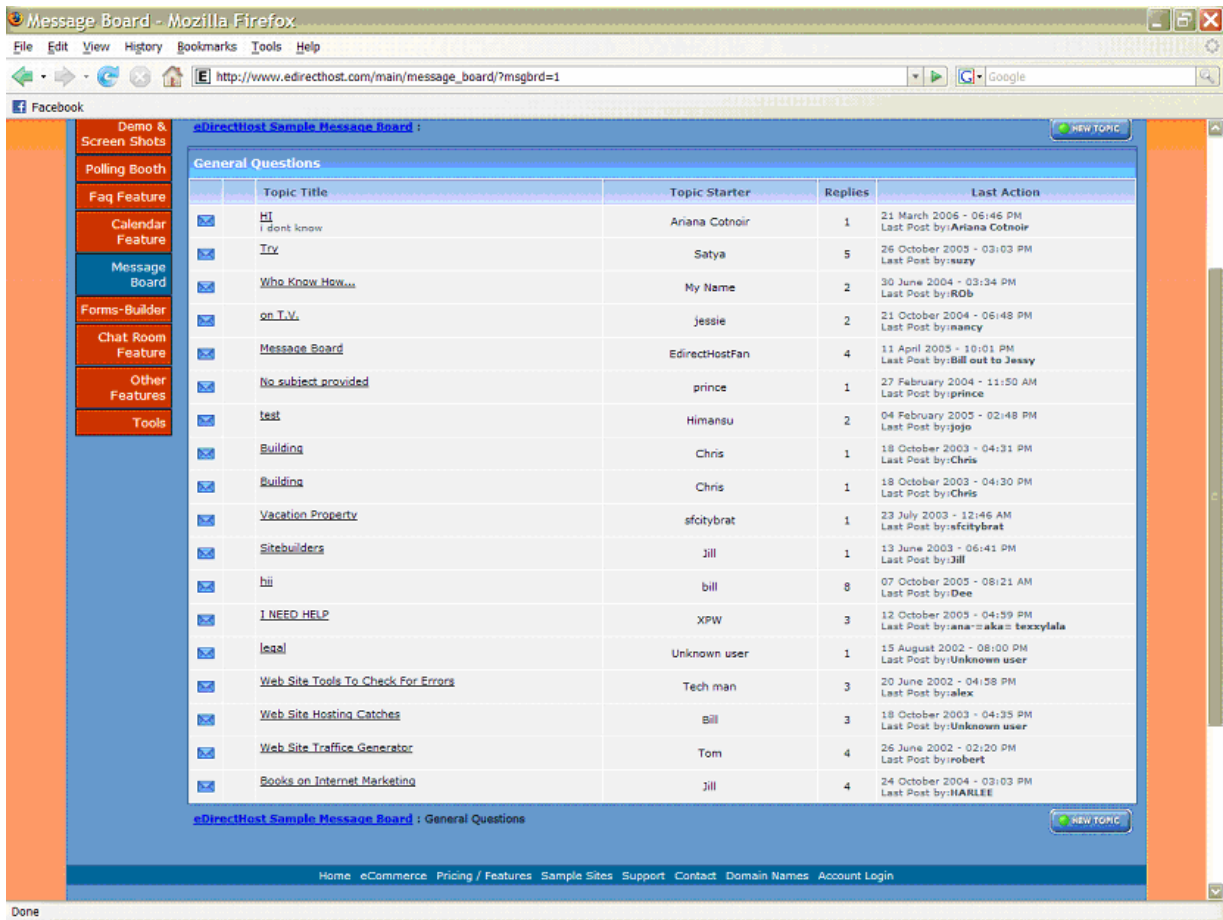 Message Board - Mozilla Firefox
File Edit View History Bookmarks Tools Help
http://www.edirecthost.com/main/message_board/?msgbrd=1
Google
Facebook
Demo &
Screen Shots
Polling Booth
Faq Feature
Calendar
Feature
Message
Board
Forms-Builder
Chat Room
Feature
Other
Features
Tools
eDirectHost Sample Message Board :
NEW TOPIC
General Questions
Topic Title Topic Starter Replies Last Action
HI
i dont know
Ariana Cotnoir 1
21 March 2006 - 06:46 PM
Last Post by:Ariana Cotnoir
Try Satya 5
26 October 2005 - 03:03 PM
Last Post by:suzy
Who Know How... My Name 2
30 June 2004 - 03:34 PM
Last Post by:ROb
on T.V. jessie 2
21 October 2004 - 06:48 PM
Last Post by:nancy
Message Board EdirectHostFan 4
11 April 2005 - 10:01 PM
Last Post by:Bill out to Jessy
No subject provided prince 1
27 February 2004 - 11:50 AM
Last Post by:prince
test Himansu 2
04 February 2005 - 02:48 PM
Last Post by:jojo
Building Chris 1
18 October 2003 - 04:31 PM
Last Post by:Chris
Building Chris 1
18 October 2003 - 04:30 PM
Last Post by:Chris
Vacation Property sfcitybrat 1
23 July 2003 - 12:46 AM
Last Post by:sfcitybrat
Sitebuilders Jill 1
13 June 2003 - 06:41 PM
Last Post by:Jill
hii bill 8
07 October 2005 - 08:21 AM
Last Post by:Dee
I NEED HELP XPW 3
12 October 2005 - 04:59 PM
Last Post by:ana-=aka= texxylala
legal Unknown user 1
15 August 2002 - 08:00 PM
Last Post by:Unknown user
Web Site Tools To Check For Errors Tech man 3
20 June 2002 - 04:58 PM
Last Post by:alex
Web Site Hosting Catches Bill 3
18 October 2003 - 04:35 PM
Last Post by:Unknown user
Web Site Traffice Generator Tom 4
26 June 2002 - 02:20 PM
Last Post by:robert
Books on Internet Marketing Jill 4
24 October 2004 - 03:03 PM
Last Post by:HARLEE
eDirectHost Sample Message Board : General Questions
NEW TOPIC
Home eCommerce Pricing / Features Sample Sites Support Contact Domain Names Account Login
Done